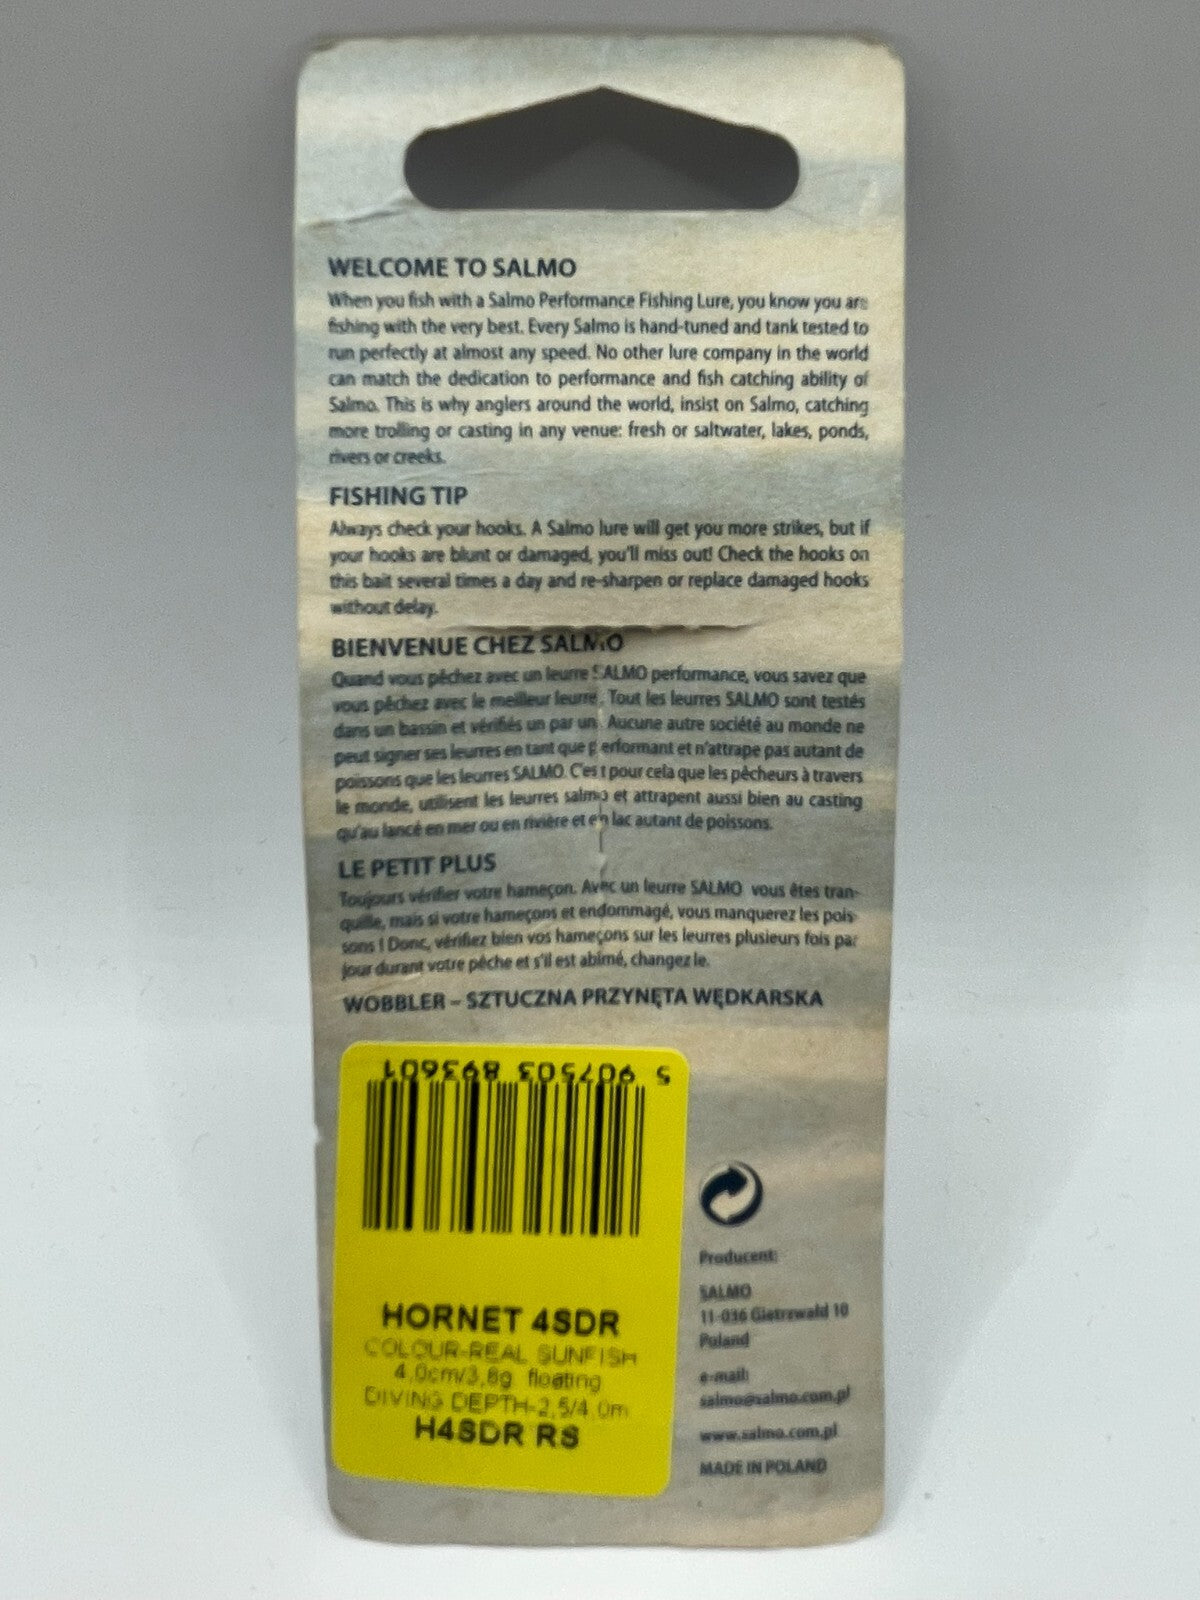 WELCOME TO SALMO
When you fish with a Salmo Performance Fishing Lure, you know you are
fishing with the very best. Every Salmo is hand-tuned and tank tested to
run perfectly at almost any speed. No other lure company in the world
can match the dedication to performance and fish catching ability of
Salmo. This is why anglers around the world, insist on Salmo, catching
more trolling or casting in any venue: fresh or saltwater, lakes, ponds,
rivers or creeks.
FISHING TIP
Always check your hooks. A Salmo lure will get you more strikes, but if
your hooks are blunt or damaged, you'll miss out! Check the hooks on
this bait several times a day and re-sharpen or replace damaged hooks
without delay.
BIENVENUE CHEZ SALMO
Quand vous pêchez avec un leurre SALMO performance, vous savez que
vous pêchez avec le meilleur leurre. Tout les leurres SALMO sont testés
dans un bassin et vérifiés un par un. Aucune autre société au monde ne
peut signer ses leurres en tant que performant et n'attrape pas autant de
poissons que les leurres SALMO. C'est pour cela que les pêcheurs à travers
le monde, utilisent les leurres salmo et attrapent aussi bien au casting
qu'au lancé en mer ou en rivière et en lac autant de poissons.
LE PETIT PLUS
Toujours vérifier votre hameçon. Avec un leurre SALMO vous êtes tran-
quille, mais si votre hameçons et endommagé, vous manquerez les pois-
sons ! Donc, vérifiez bien vos hameçons sur les leurres plusieurs fois par
jour durant votre pêche et s'il est abîmé, changez le.
WOBBLER – SZTUCZNA PRZYNĘTA WĘDKARSKA
5 907503 893601
HORNET 4SDR
COLOUR-REAL SUNFISH
4,0cm/3,6g floating
DIVING DEPTH-2,5/4,0m
H4SDR RS
Producent:
SALMO
11-036 Gietrzwałd 10
Poland
e-mail:
salmo@salmo.com.pl
www.salmo.com.pl
MADE IN POLAND